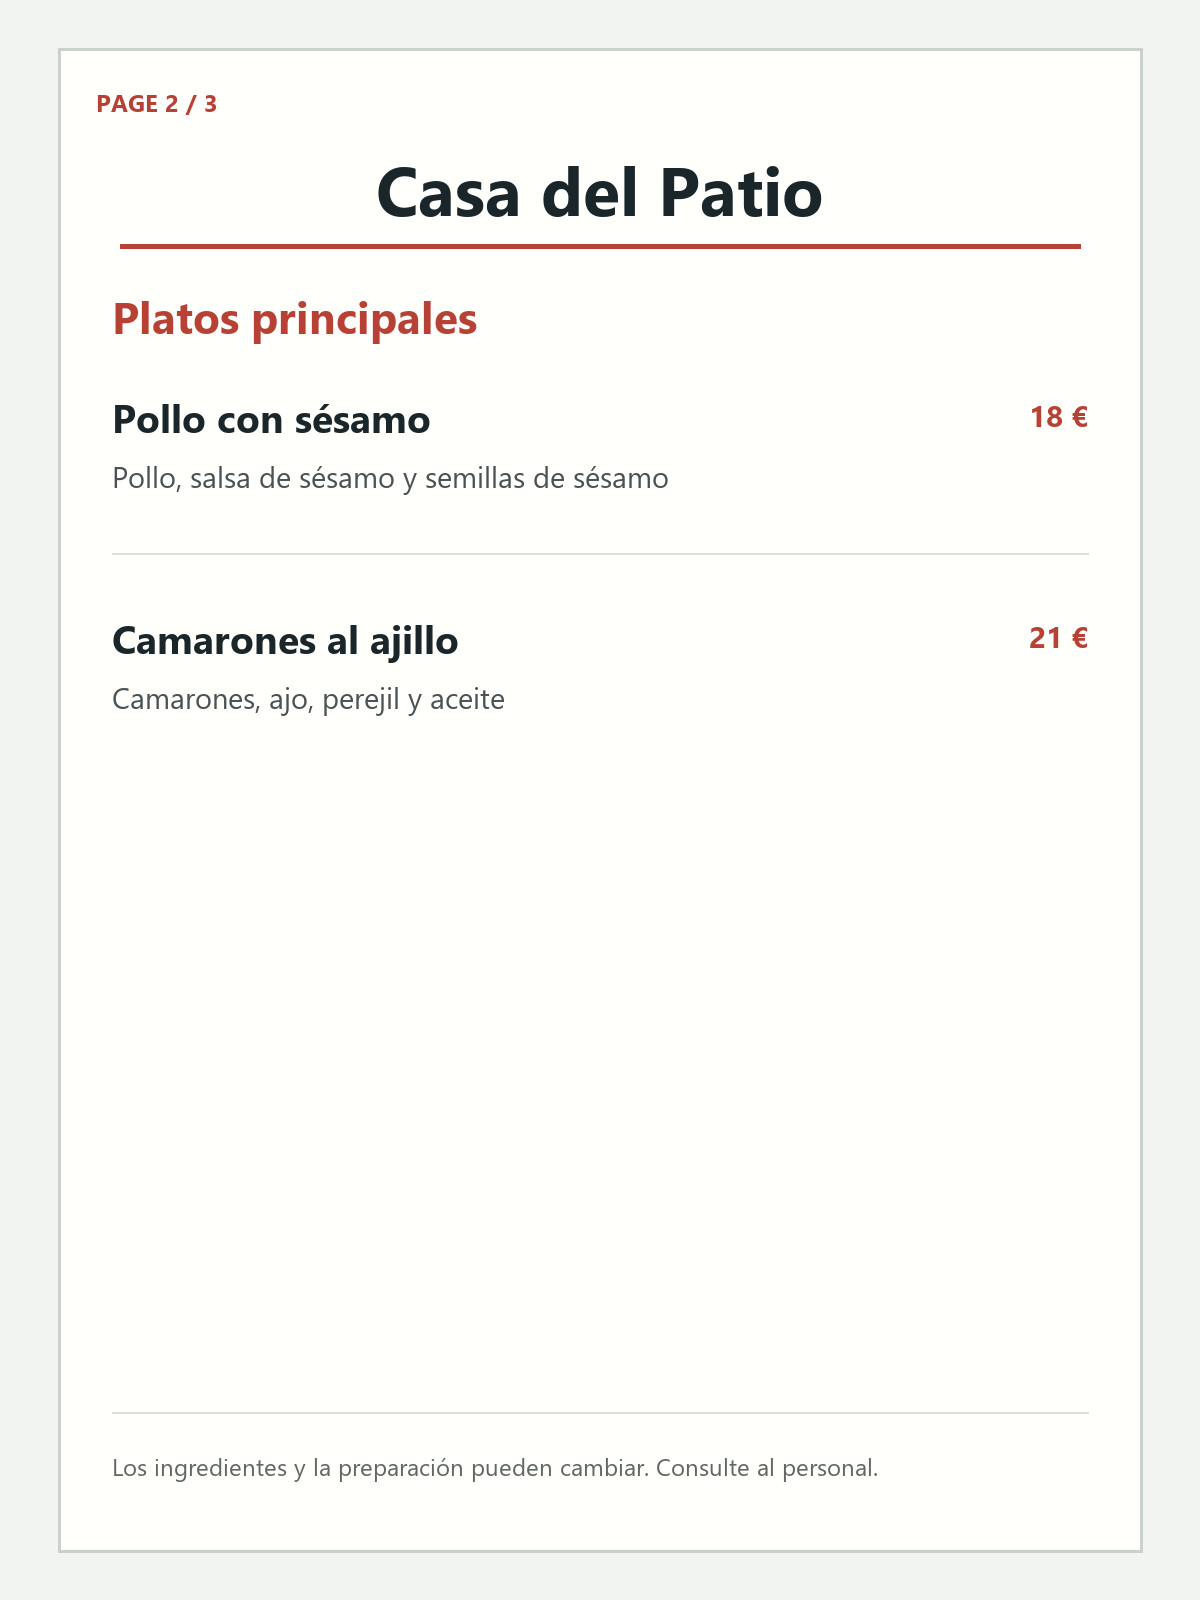 PAGE 2 / 3
Casa del Patio
Platos principales
Pollo con sésamo 18 €
Pollo, salsa de sésamo y semillas de sésamo
Camarones al ajillo 21 €
Camarones, ajo, perejil y aceite
Los ingredientes y la preparación pueden cambiar. Consulte al personal.